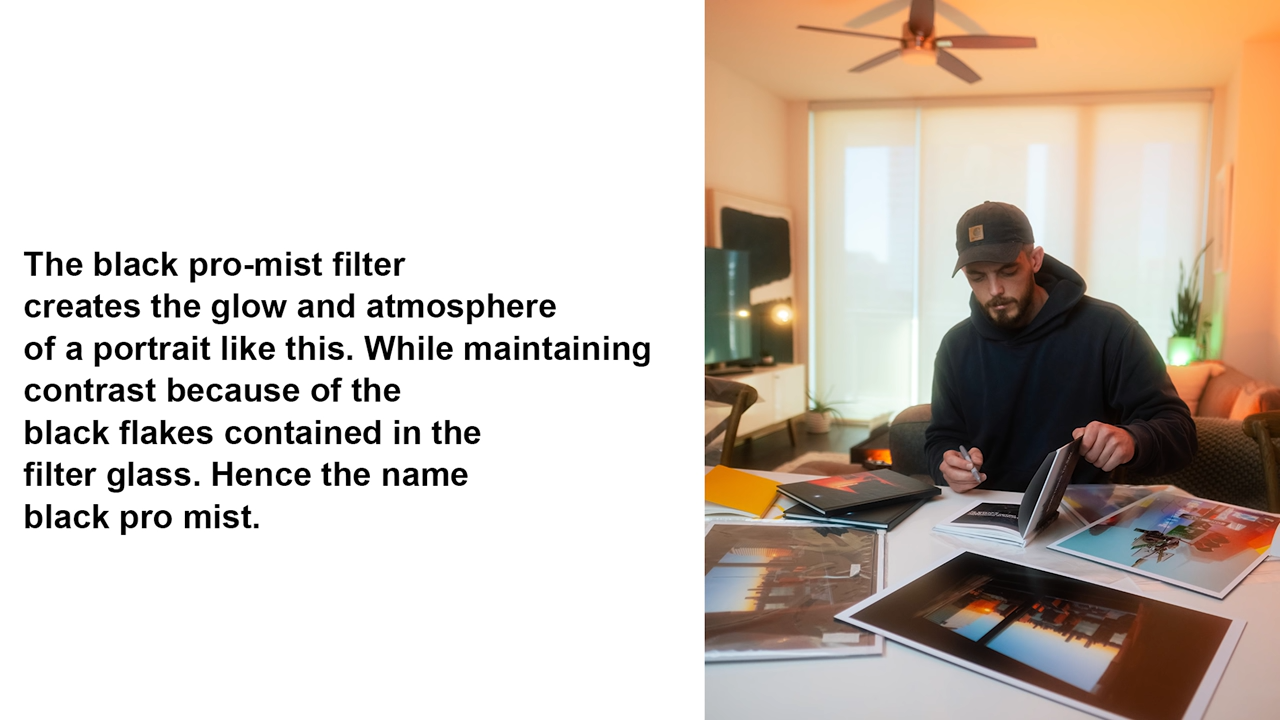 The black pro-mist filter
creates the glow and atmosphere
of a portrait like this. While maintaining
contrast because of the
black flakes contained in the
filter glass. Hence the name
black pro mist.